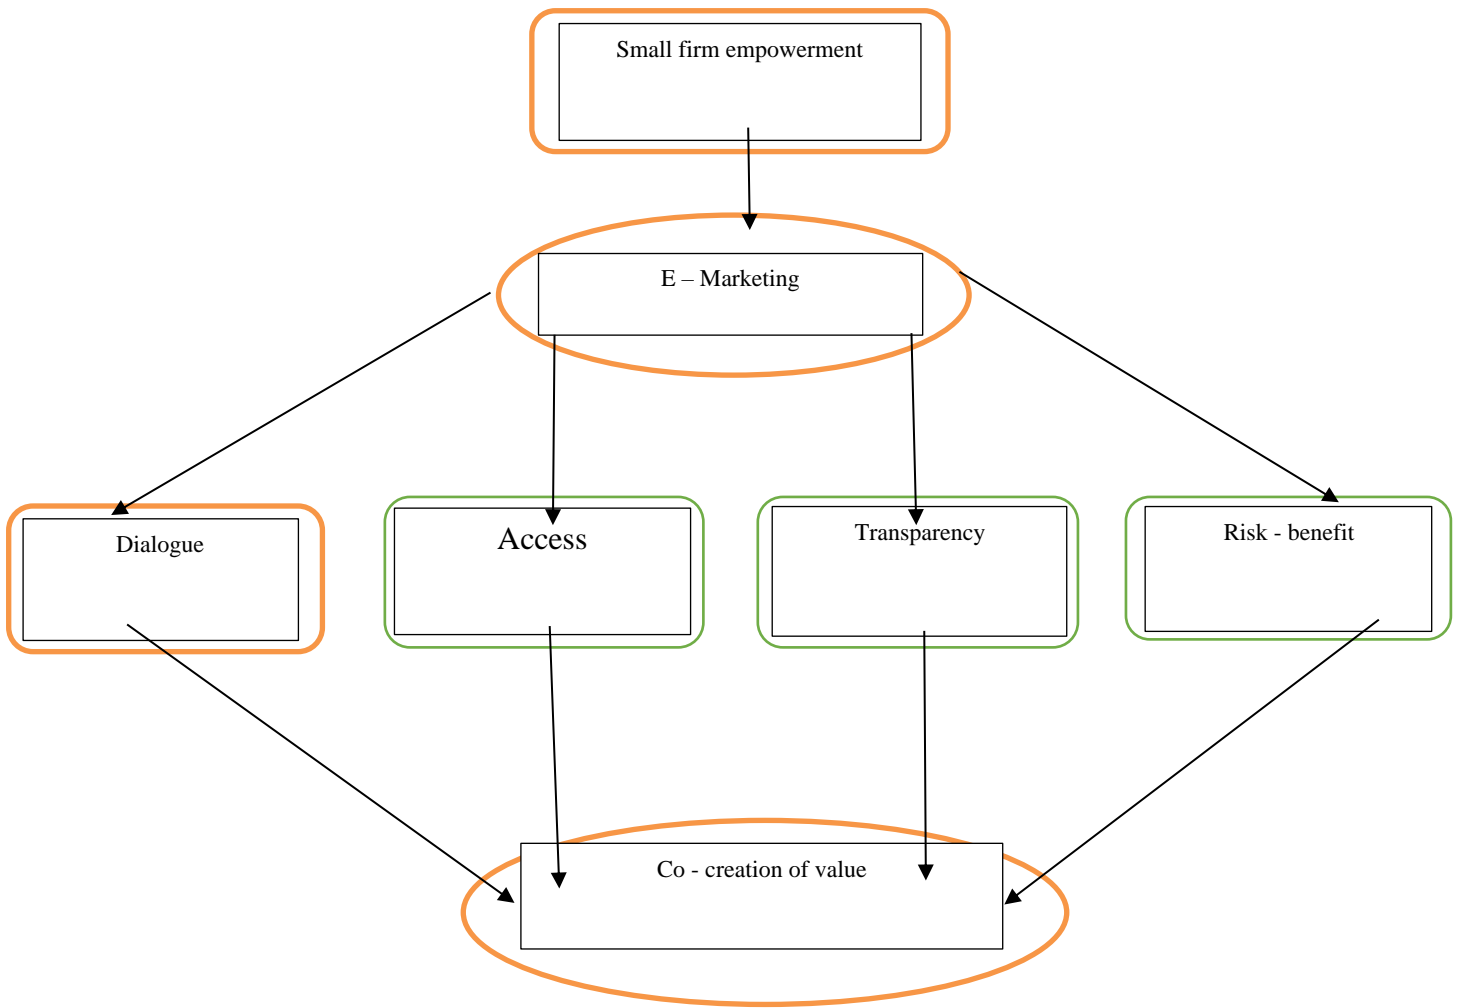 Small firm empowerment
E – Marketing
Dialogue
Access
Transparency
Risk - benefit
Co - creation of value